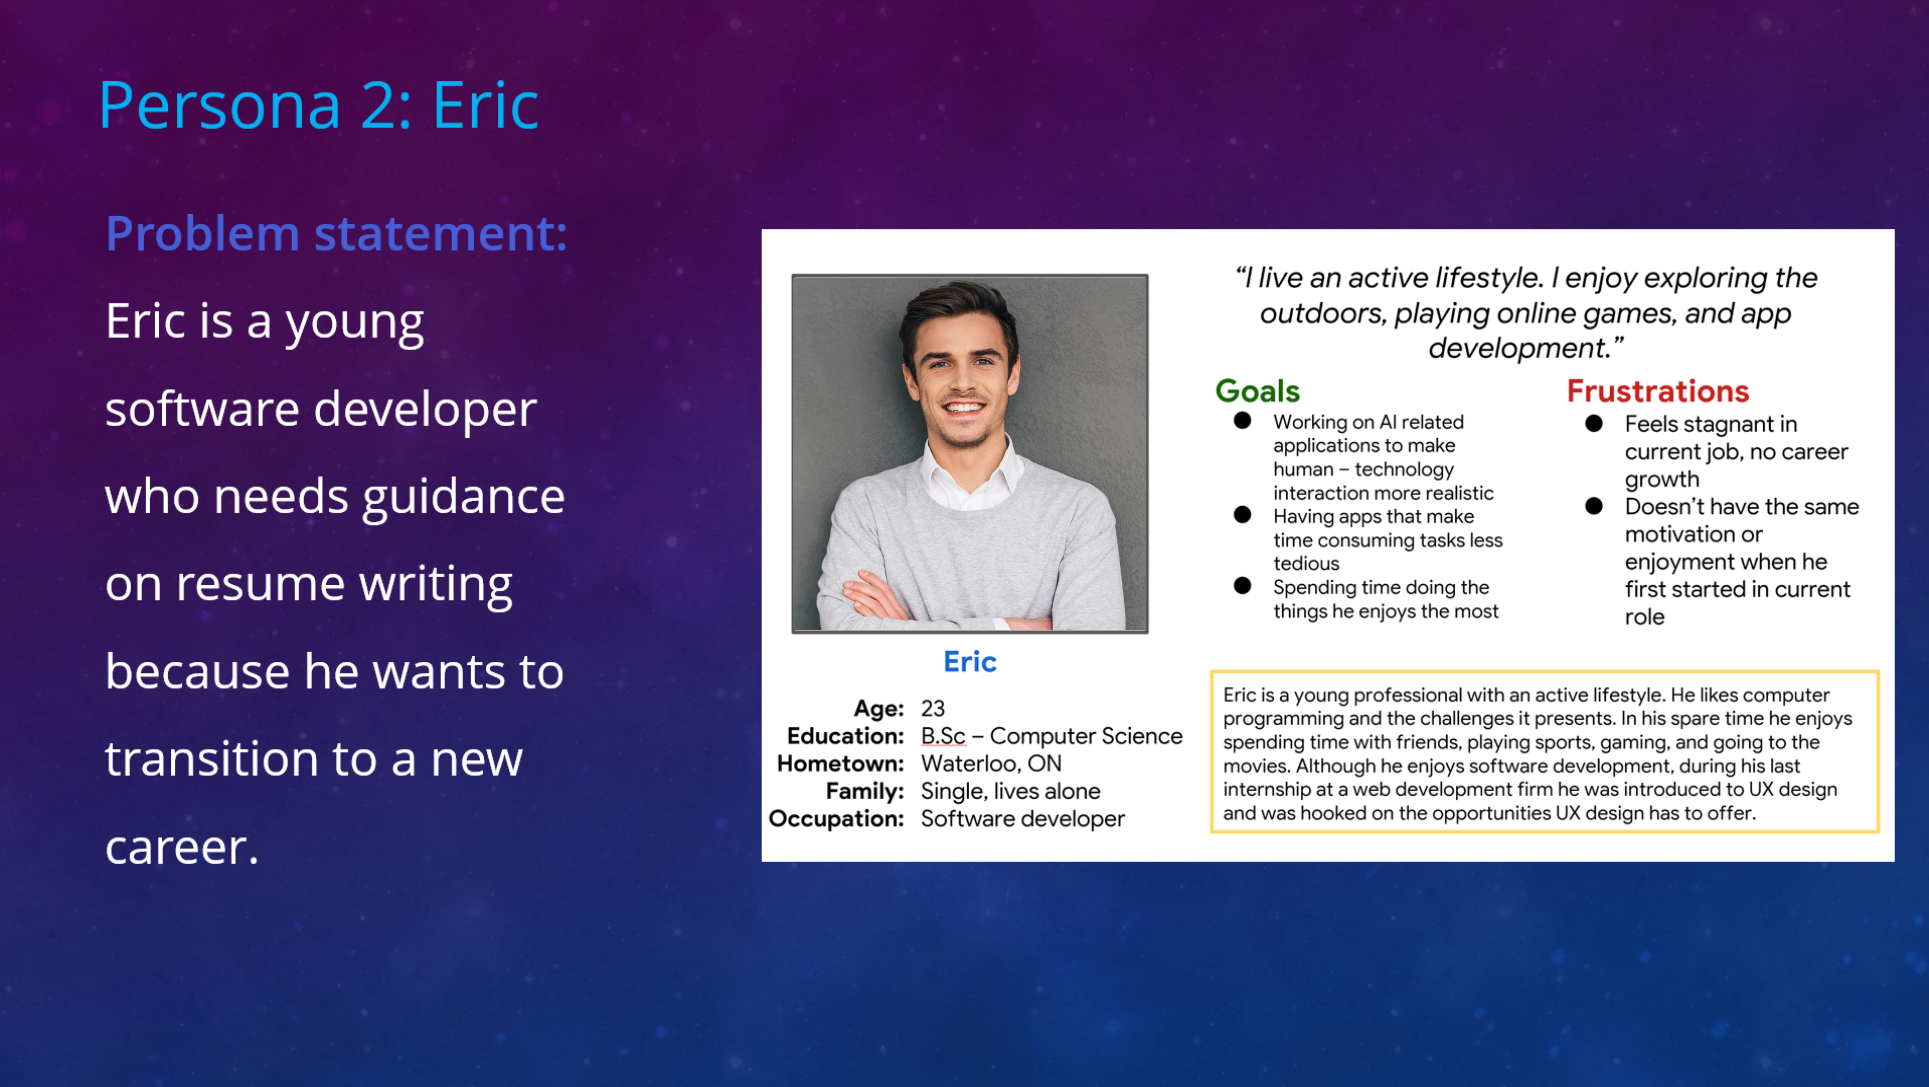 Persona 2: Eric
Problem statement:
Eric is a young
software developer
who needs guidance
on resume writing
because he wants to
transition to a new
career.
“I live an active lifestyle. I enjoy exploring the
outdoors, playing online games, and app
development.”
Goals
● Working on AI related
applications to make
human – technology
interaction more realistic
● Having apps that make
time consuming tasks less
tedious
● Spending time doing the
things he enjoys the most
Frustrations
● Feels stagnant in
current job, no career
growth
● Doesn’t have the same
motivation or
enjoyment when he
first started in current
role
Eric
Age: 23
Education: B.Sc – Computer Science
Hometown: Waterloo, ON
Family: Single, lives alone
Occupation: Software developer
Eric is a young professional with an active lifestyle. He likes computer
programming and the challenges it presents. In his spare time he enjoys
spending time with friends, playing sports, gaming, and going to the
movies. Although he enjoys software development, during his last
internship at a web development firm he was introduced to UX design
and was hooked on the opportunities UX design has to offer.